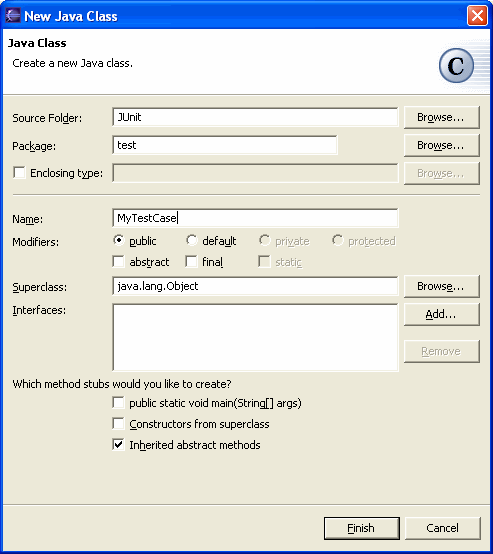 New Java Class
Java Class
Create a new Java class.
C
Source Folder: JUnit Browse...
Package: test Browse...
Enclosing type: Browse...
Name: MyTestCase
Modifiers: public default private protected
abstract final static
Superclass: java.lang.Object Browse...
Interfaces: Add...
Remove
Which method stubs would you like to create?
public static void main(String[] args)
Constructors from superclass
Inherited abstract methods
Finish Cancel